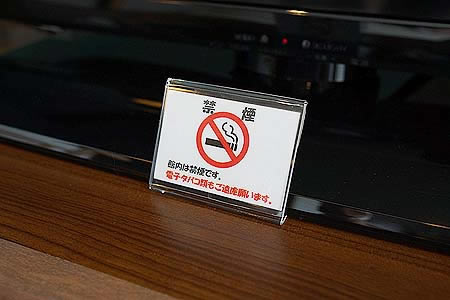 禁 煙
館内は禁煙です。
電子タバコ類もご遠慮願います。